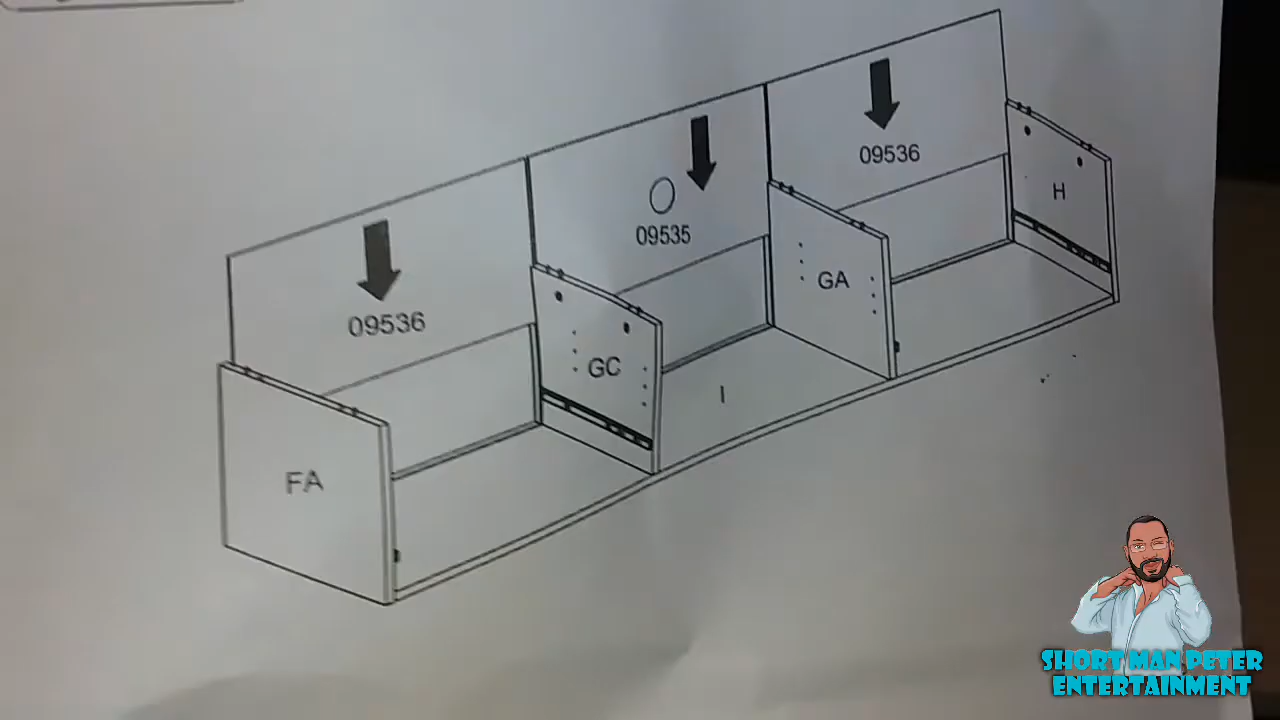 09536
09535
09536
H
GA
GC
I
FA
SHORT MAN PETER
ENTERTAINMENT